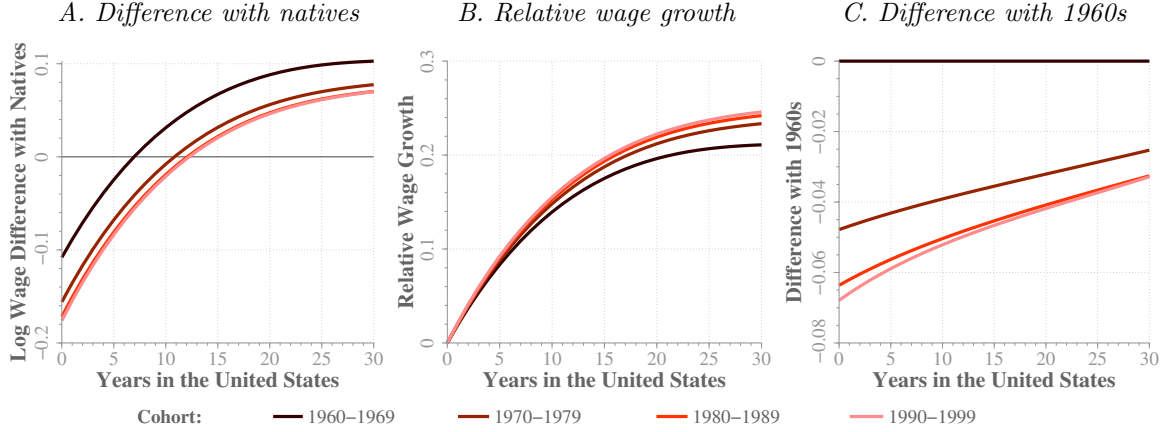 A. Difference with natives
B. Relative wage growth
C. Difference with 1960s
Log Wage Difference with Natives
0.1
0
−0.1
−0.2
0 5 10 15 20 25 30
Years in the United States
Relative Wage Growth
0.3
0.2
0.1
0
0 5 10 15 20 25 30
Years in the United States
Difference with 1960s
0
−0.02
−0.04
−0.06
−0.08
0 5 10 15 20 25 30
Years in the United States
Cohort: 1960−1969 1970−1979 1980−1989 1990−1999